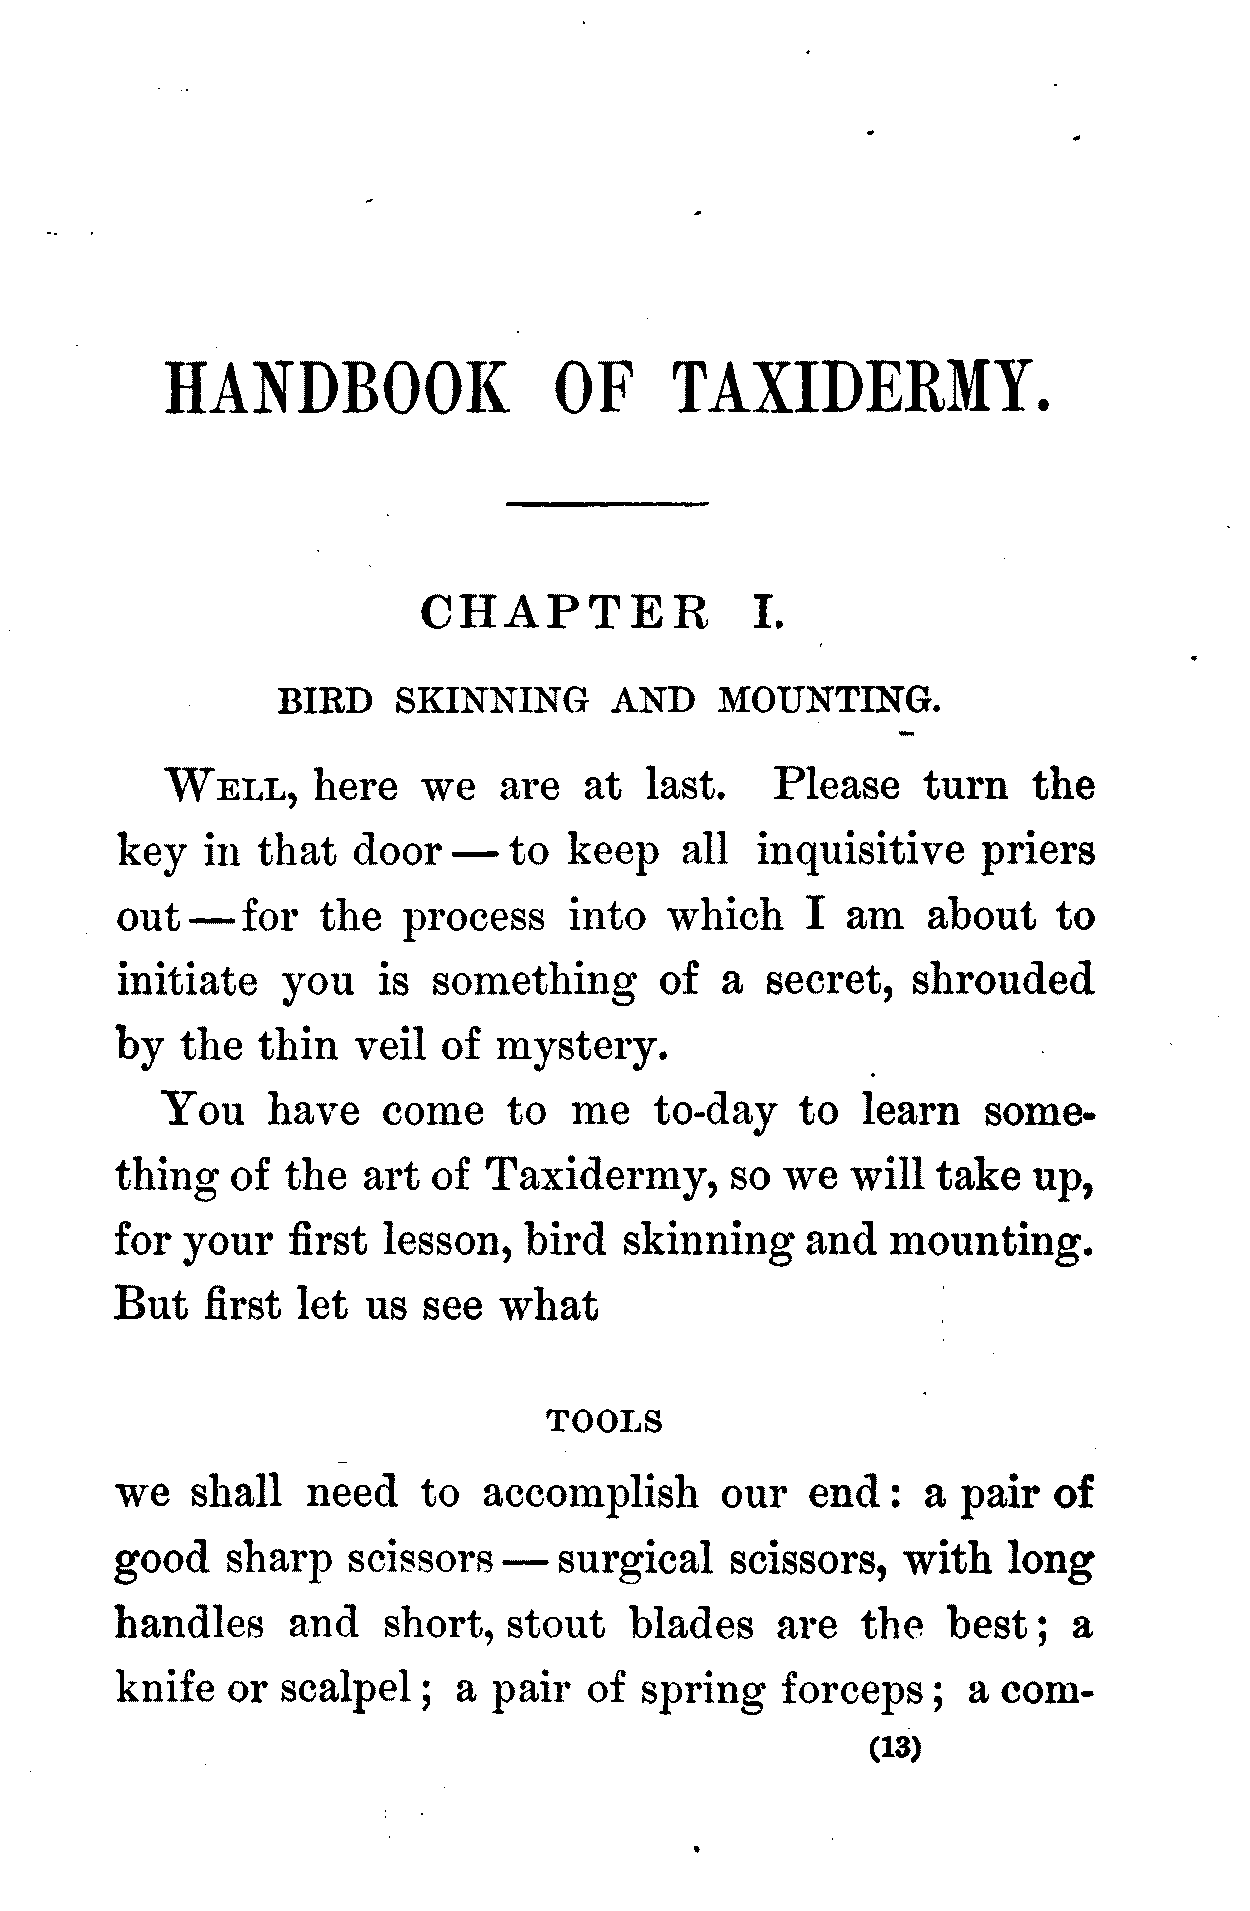 HANDBOOK OF TAXIDERMY.
CHAPTER I.
BIRD SKINNING AND MOUNTING.
WELL, here we are at last. Please turn the
key in that door — to keep all inquisitive priers
out — for the process into which I am about to
initiate you is something of a secret, shrouded
by the thin veil of mystery.
You have come to me to-day to learn some-
thing of the art of Taxidermy, so we will take up,
for your first lesson, bird skinning and mounting.
But first let us see what
TOOLS
we shall need to accomplish our end: a pair of
good sharp scissors — surgical scissors, with long
handles and short, stout blades are the best; a
knife or scalpel; a pair of spring forceps; a com-
(13)